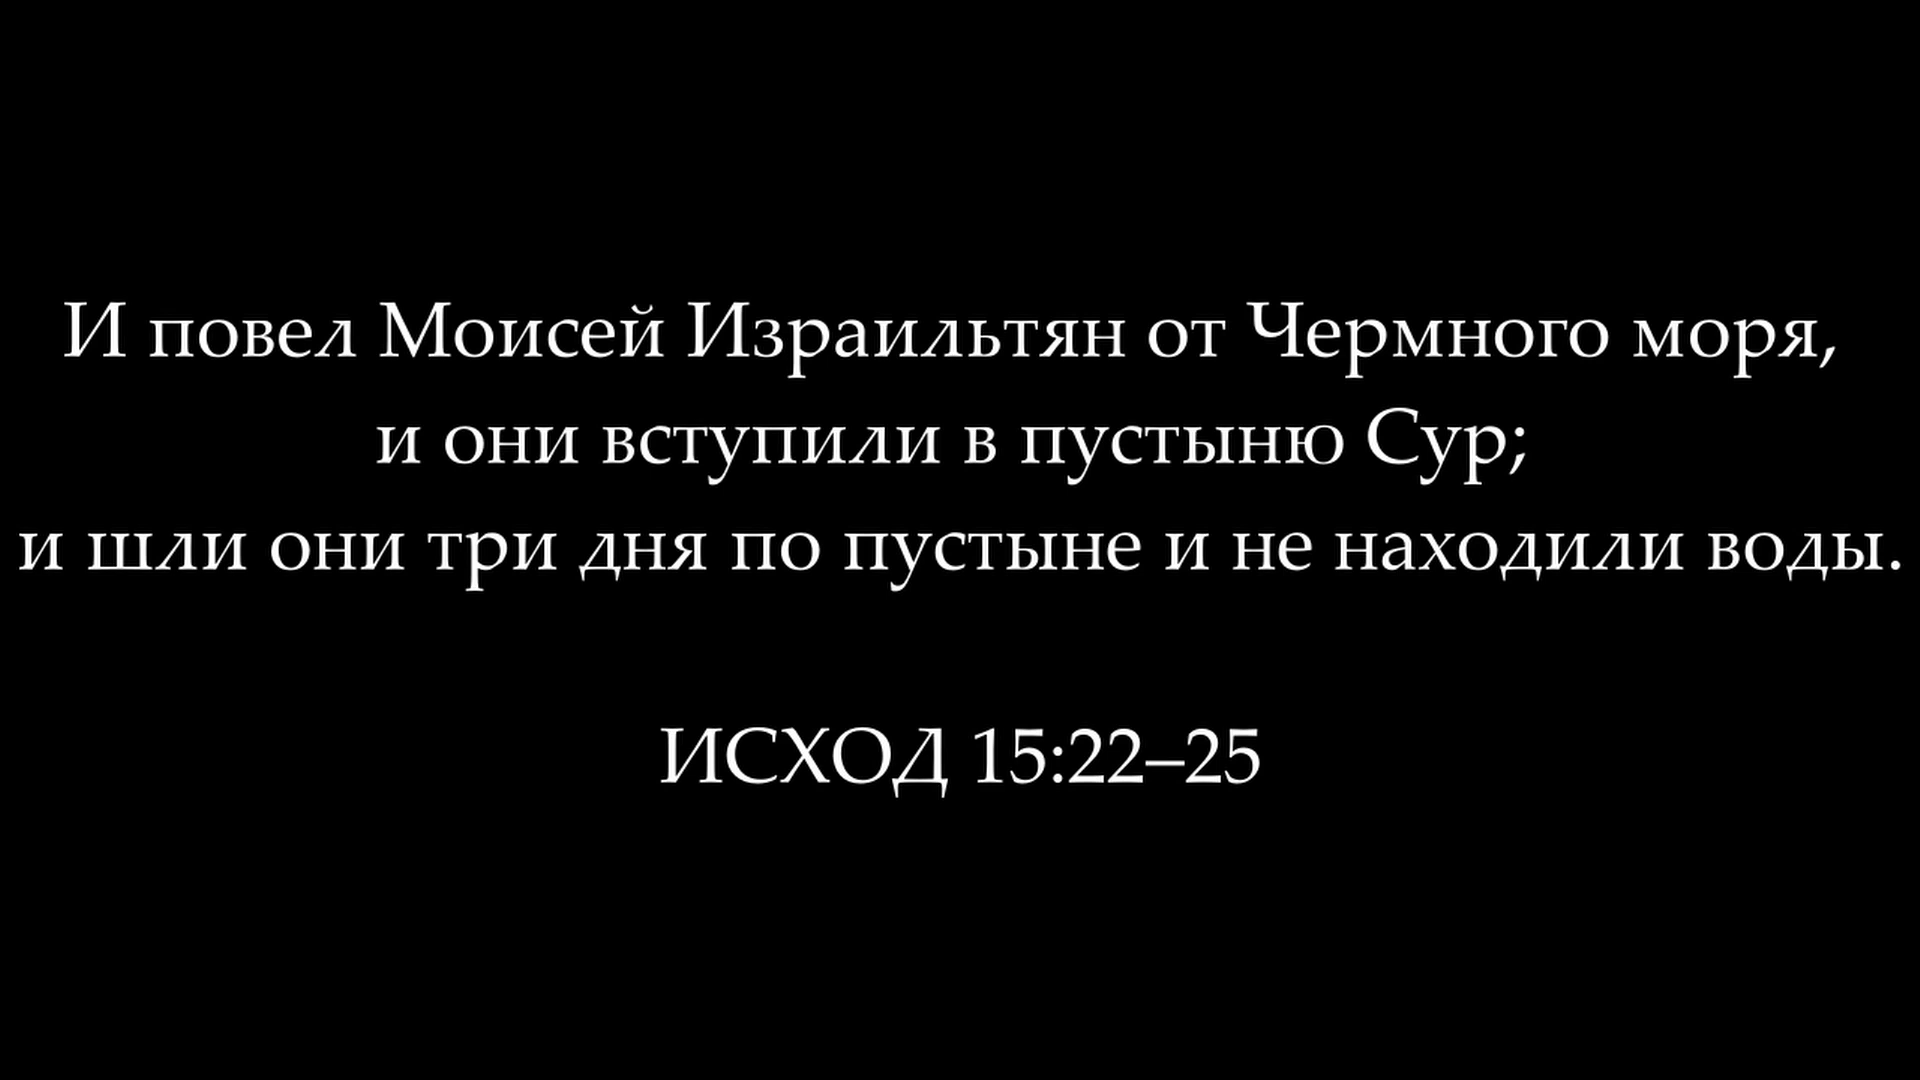 И повел Моисей Израильтян от Чермного моря,
и они вступили в пустыню Сур;
и шли они три дня по пустыне и не находили воды.
ИСХОД 15:22–25